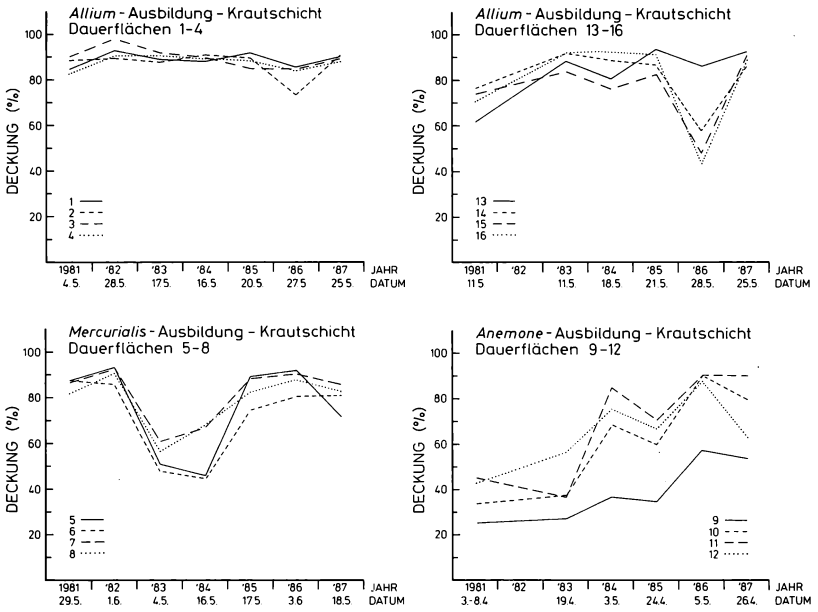 Allium - Ausbildung - Krautschicht
Dauerflächen 1-4
DECKUNG (%)
100
80
60
40
20
1
2
3
4
1981 '82 '83 '84 '85 '86 '87 JAHR
4.5. 28.5. 17.5. 16.5. 20.5. 27.5 25.5. DATUM
Allium - Ausbildung - Krautschicht
Dauerflächen 13-16
DECKUNG (%)
100
80
60
40
20
13
14
15
16
1981 '82 '83 '84 '85 '86 '87 JAHR
11.5 11.5. 18.5. 21.5. 28.5. 25.5. DATUM
Mercurialis - Ausbildung - Krautschicht
Dauerflächen 5-8
DECKUNG (%)
100
80
60
40
20
5
6
7
8
1981 '82 '83 '84 '85 '86 '87 JAHR
29.5. 1.6. 4.5. 16.5. 17.5. 3.6 18.5. DATUM
Anemone - Ausbildung - Krautschicht
Dauerflächen 9-12
DECKUNG (%)
100
80
60
40
20
9
10
11
12
1981 '82 '83 '84 '85 '86 '87 JAHR
3.-8.4 19.4. 3.5. 24.4. 5.5. 26.4. DATUM